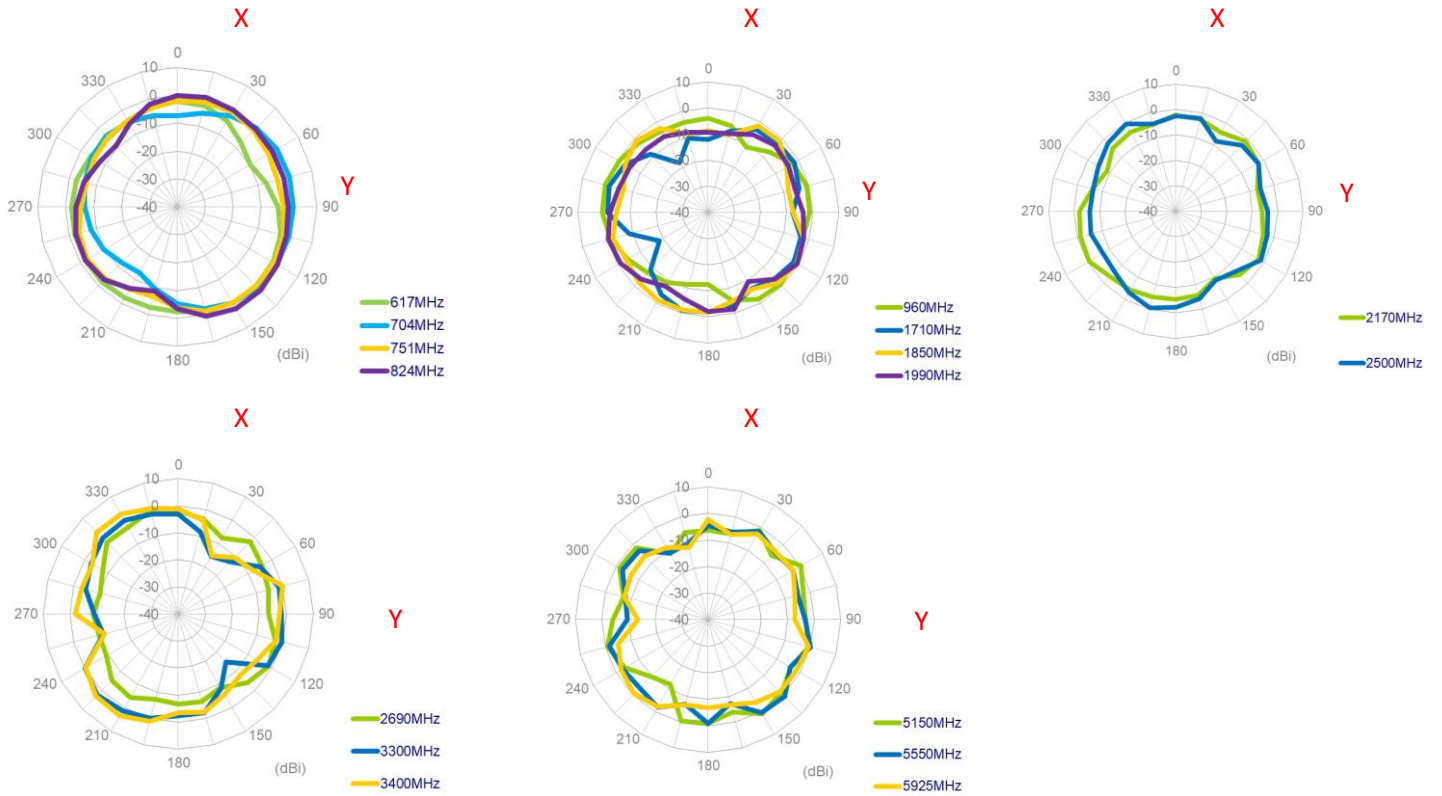 X
0
10
330
30
0
300
-10
60
-20
-30
Y
270
-40
90
240
120
617MHz
704MHz
210
150
751MHz
180
(dBi)
824MHz
X
0
10
330
30
0
300
-10
60
-20
-30
Y
270
-40
90
240
120
960MHz
1710MHz
210
150
1850MHz
180
(dBi)
1990MHz
X
0
10
330
30
0
300
-10
60
-20
-30
Y
270
-40
90
240
120
2170MHz
210
150
180
(dBi)
2500MHz
X
0
10
330
30
0
300
-10
60
-20
-30
270
-40
90
Y
240
120
2690MHz
210
150
3300MHz
180
(dBi)
3400MHz
X
0
10
330
30
0
300
-10
60
-20
-30
270
-40
90
Y
240
120
5150MHz
210
150
5550MHz
180
(dBi)
5925MHz